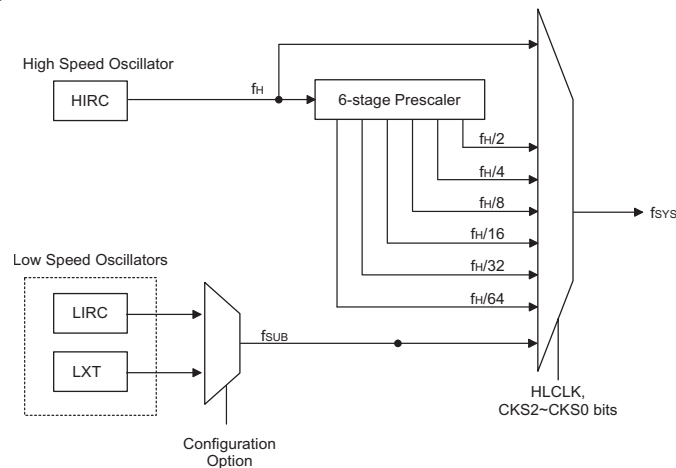 High Speed Oscillator
HIRC
fH
6-stage Prescaler
fH/2
fH/4
fH/8
fH/16
fH/32
fH/64
fSYS
Low Speed Oscillators
LIRC
LXT
fSUB
HLCLK,
CKS2~CKS0 bits
Configuration
Option